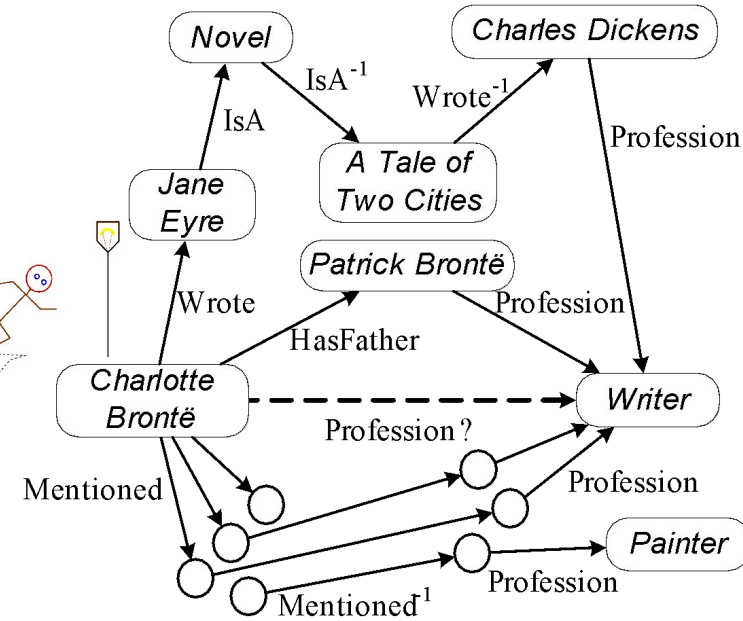 Novel
Charles Dickens
IsA⁻¹
Wrote⁻¹
IsA
Profession
A Tale of
Two Cities
Jane
Eyre
Patrick Brontë
Wrote
Profession
HasFather
Charlotte
Brontë
Writer
Profession ?
Mentioned
Profession
Painter
Profession
Mentioned⁻¹